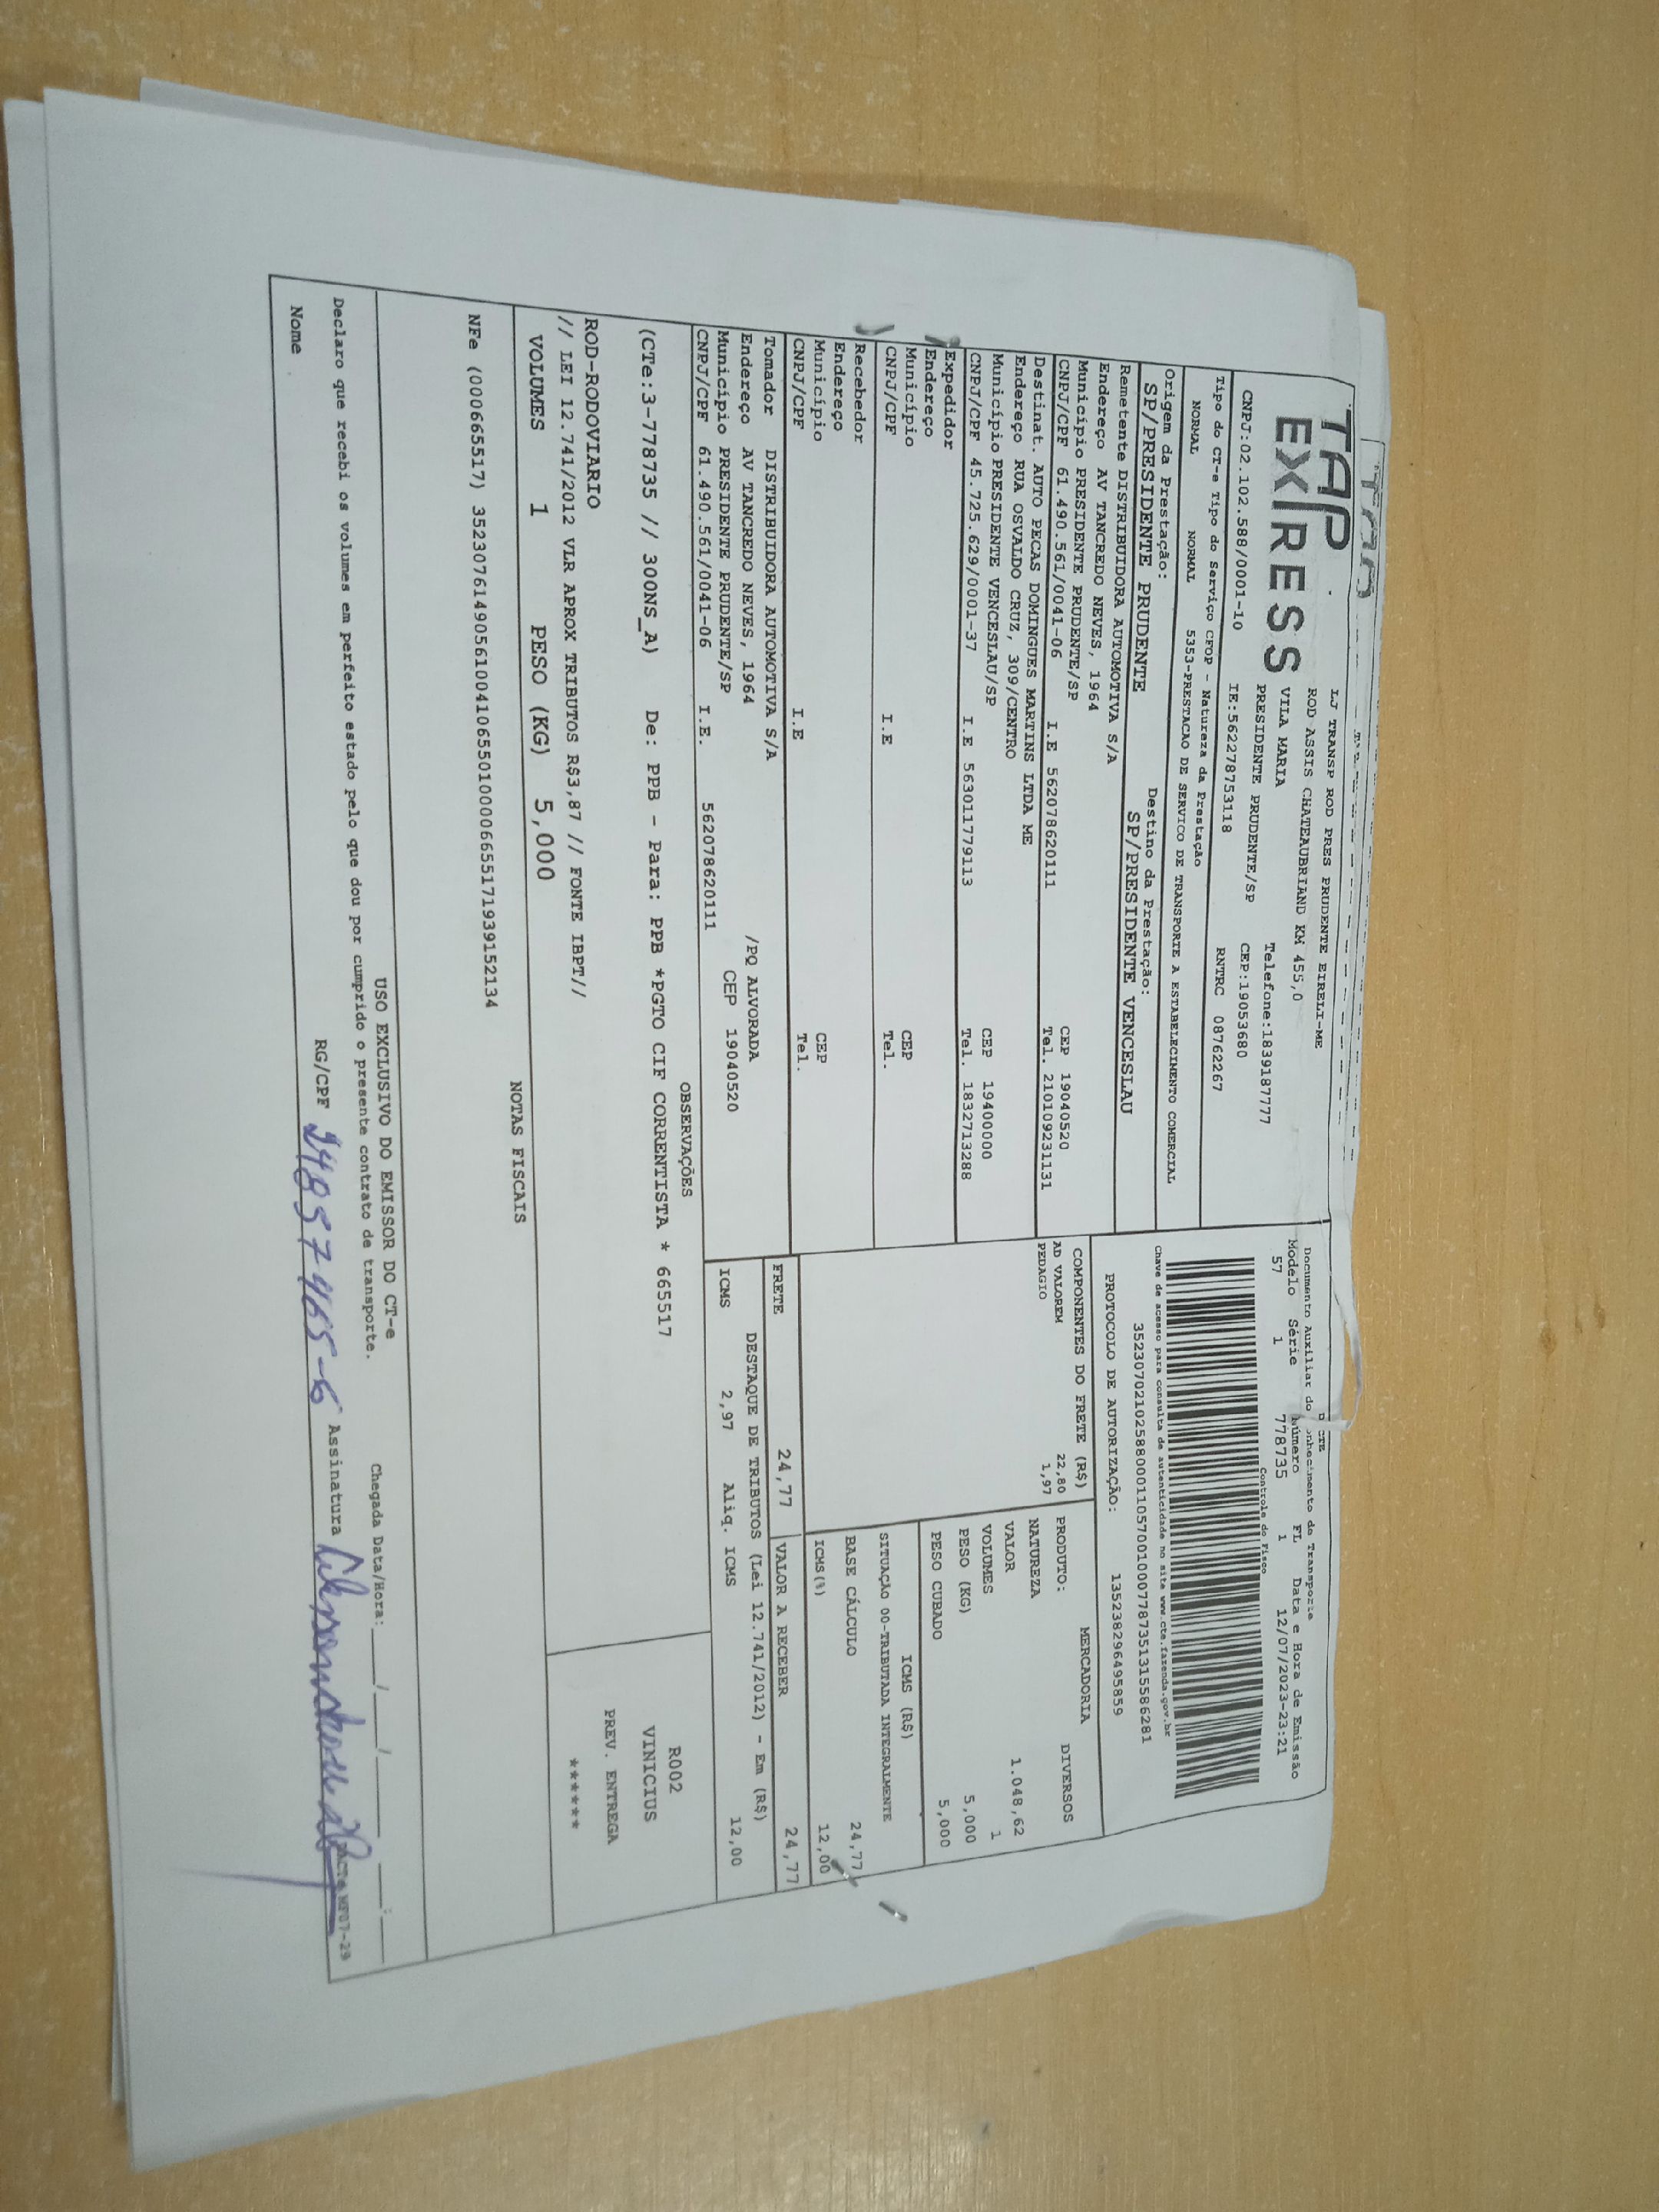 TAP
EXPRESS
LJ TRANSP ROD PRES PRUDENTE EIRELI-ME
ROD ASSIS CHATEAUBRIAND KM 455,0
VILA MARIA Telefone:1839187777
PRESIDENTE PRUDENTE/SP CEP:19053680
CNPJ:02.102.588/0001-10 IE:562278753118 RNTRC 08762267
Tipo do CT-e Tipo do Serviço CFOP - Natureza da Prestação
NORMAL NORMAL 5353-PRESTACAO DE SERVICO DE TRANSPORTE A ESTABELECIMENTO COMERCIAL
Documento Auxiliar do Conhecimento de Transporte
Modelo Série Número FL Data e Hora de Emissão
57 1 778735 1 12/07/2023-23:21
Controle do Fisco
Chave de acesso para consulta de autenticidade no site www.cte.fazenda.gov.br
35230702102588000110570010007787351315586281
PROTOCOLO DE AUTORIZAÇÃO: 135238296495859
Origem da Prestação: Destino da Prestação:
SP/PRESIDENTE PRUDENTE SP/PRESIDENTE VENCESLAU
Remetente DISTRIBUIDORA AUTOMOTIVA S/A
Endereço AV TANCREDO NEVES, 1964
Município PRESIDENTE PRUDENTE/SP CEP 19040520
CNPJ/CPF 61.490.561/0041-06 I.E 562078620111 Tel. 210109231131
Destinat. AUTO PECAS DOMINGUES MARTINS LTDA ME
Endereço RUA OSVALDO CRUZ, 309/CENTRO
Município PRESIDENTE VENCESLAU/SP CEP 19400000
CNPJ/CPF 45.725.629/0001-37 I.E 563011779113 Tel. 1832713288
Expedidor
Endereço
Município CEP
CNPJ/CPF I.E Tel.
Recebedor
Endereço
Município CEP
CNPJ/CPF I.E Tel.
Tomador DISTRIBUIDORA AUTOMOTIVA S/A
Endereço AV TANCREDO NEVES, 1964 /PQ ALVORADA
Município PRESIDENTE PRUDENTE/SP CEP 19040520
CNPJ/CPF 61.490.561/0041-06 I.E. 562078620111
COMPONENTES DO FRETE (R$)
AD VALOREM 22,80
PEDAGIO 1,97
MERCADORIA
PRODUTO: DIVERSOS
NATUREZA
VALOR 1.048,62
VOLUMES 1
PESO (KG) 5,000
PESO CUBADO 5,000
ICMS (R$)
SITUAÇÃO 00-TRIBUTADA INTEGRALMENTE
BASE CÁLCULO 24,77
ICMS(%) 12,00
FRETE 24,77 VALOR A RECEBER 24,77
DESTAQUE DE TRIBUTOS (Lei 12.741/2012) - Em (R$)
ICMS 2,97 Aliq. ICMS 12,00
OBSERVAÇÕES
(CTe:3-778735 // 300NS_A) De: PPB - Para: PPB *PGTO CIF CORRENTISTA * 665517
ROD-RODOVIARIO
// LEI 12.741/2012 VLR APROX TRIBUTOS R$3,87 // FONTE IBPT//
R002
VINICIUS
PREV. ENTREGA
******
VOLUMES 1 PESO (KG) 5,000
NOTAS FISCAIS
NFe (000665517) 35230761490561004106550100006655171939152134
USO EXCLUSIVO DO EMISSOR DO CT-e
Declaro que recebi os volumes em perfeito estado pelo que dou por cumprido o presente contrato de transporte.
Chegada Data/Hora: ___/___/___ ___:___
Nome RG/CPF 24857465-6 Assinatura
DACTe MF07-29